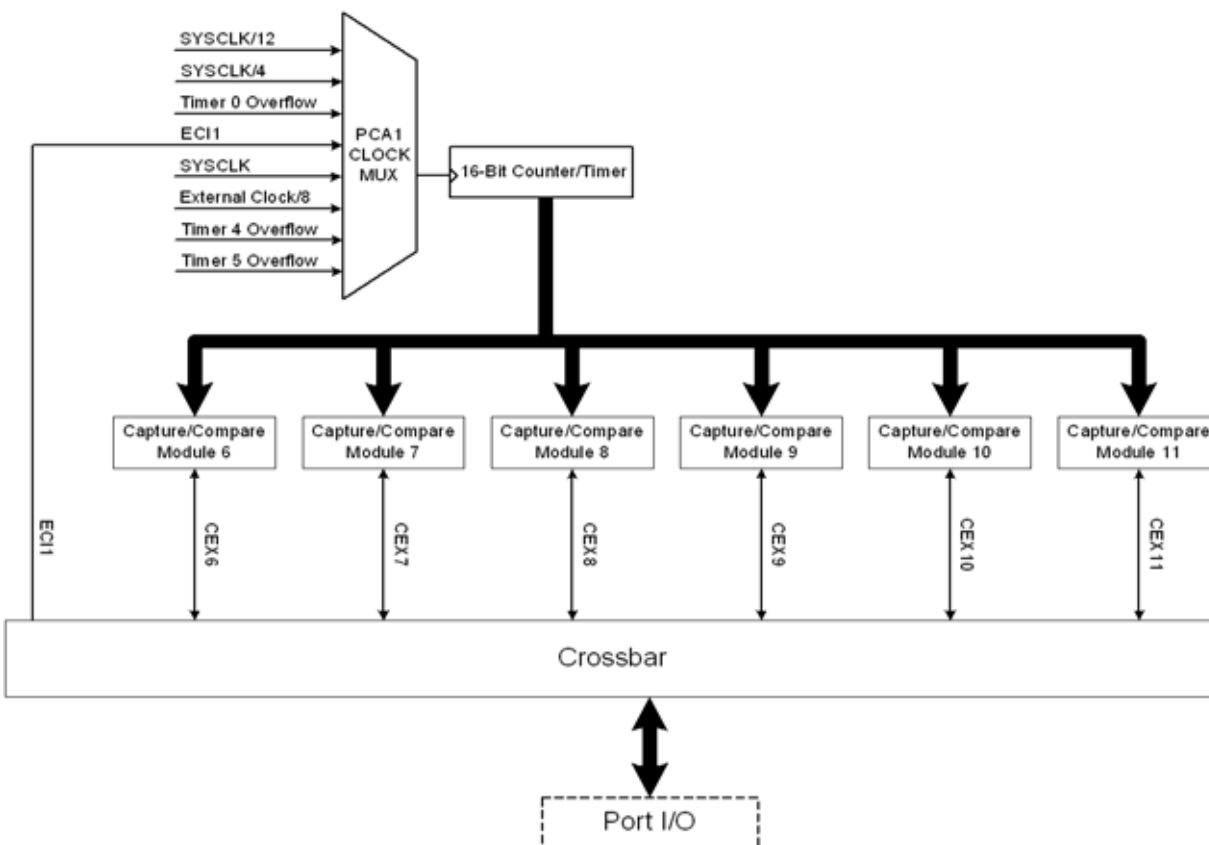 SYSCLK/12
SYSCLK/4
Timer 0 Overflow
ECI1
SYSCLK
External Clock/8
Timer 4 Overflow
Timer 5 Overflow
PCA1
CLOCK
MUX
16-Bit Counter/Timer
Capture/Compare
Module 6
Capture/Compare
Module 7
Capture/Compare
Module 8
Capture/Compare
Module 9
Capture/Compare
Module 10
Capture/Compare
Module 11
ECI1
CEX6
CEX7
CEX8
CEX9
CEX10
CEX11
Crossbar
Port I/O